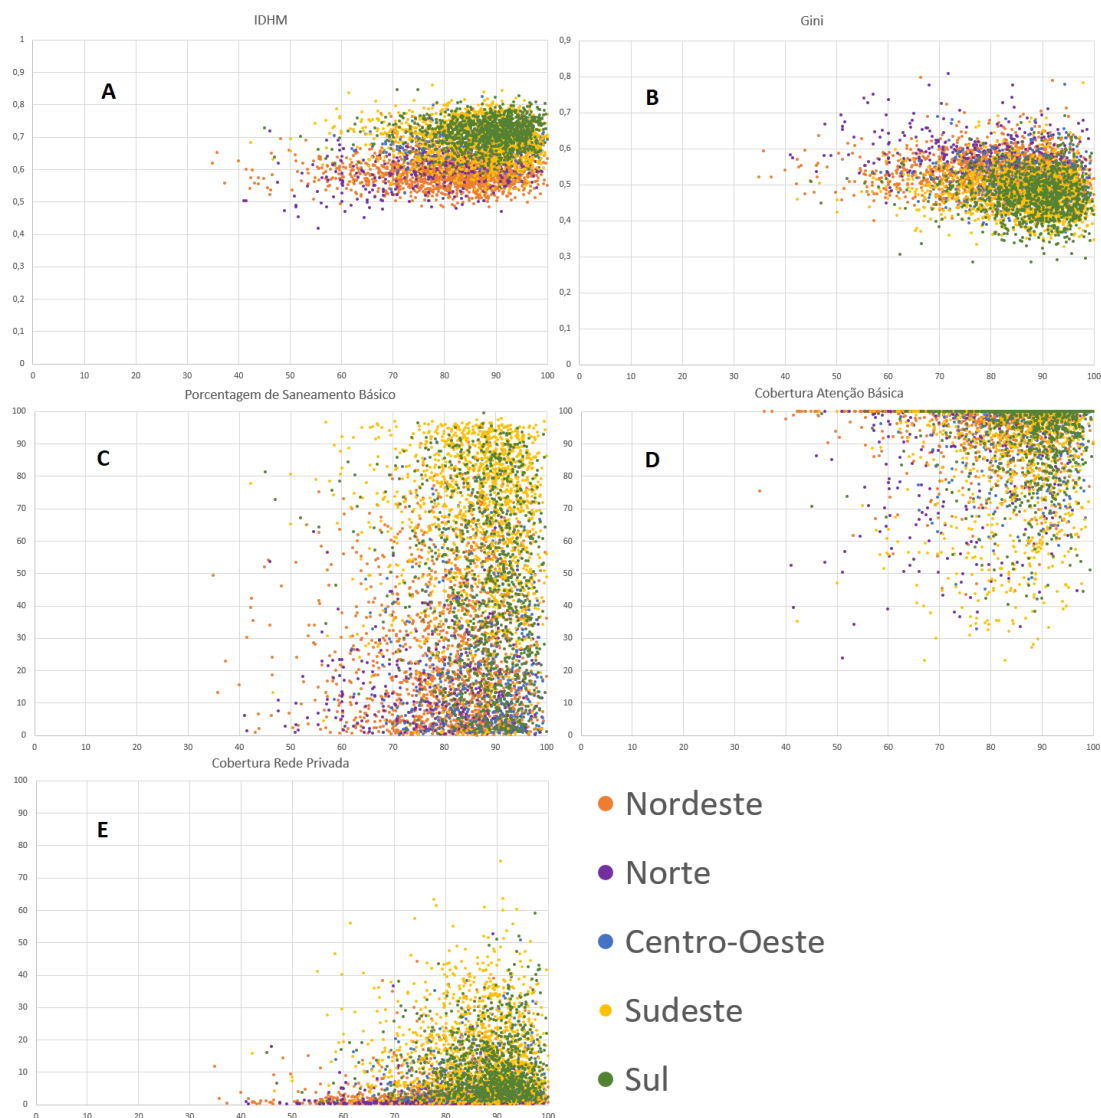 IDHM
A
1
0,9
0,8
0,7
0,6
0,5
0,4
0,3
0,2
0,1
0
0 10 20 30 40 50 60 70 80 90 100
Gini
B
0,9
0,8
0,7
0,6
0,5
0,4
0,3
0,2
0,1
0
0 10 20 30 40 50 60 70 80 90 100
Porcentagem de Saneamento Básico
C
100
90
80
70
60
50
40
30
20
10
0
0 10 20 30 40 50 60 70 80 90 100
Cobertura Atenção Básica
D
100
90
80
70
60
50
40
30
20
10
0
0 10 20 30 40 50 60 70 80 90 100
Cobertura Rede Privada
E
100
90
80
70
60
50
40
30
20
10
0
0 10 20 30 40 50 60 70 80 90 100
Nordeste
Norte
Centro-Oeste
Sudeste
Sul